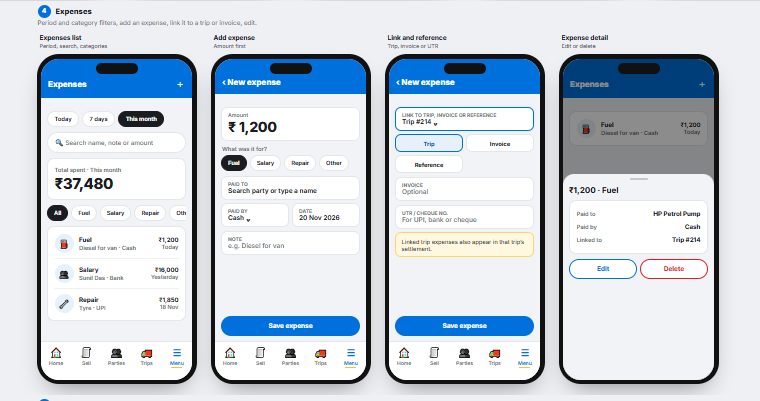 4 Expenses
Period and category filters, add an expense, link it to a trip or invoice, edit.
Expenses list
Period, search, categories
Expenses +
Today 7 days This month
Search name, note or amount
Total spent · This month
₹37,480
All Fuel Salary Repair Oth
Fuel ₹1,200
Diesel for van · Cash Today
Salary ₹16,000
Sunil Das · Bank Yesterday
Repair ₹1,850
Tyre · UPI 18 Nov
Home Sell Parties Trips Menu
Add expense
Amount first
‹ New expense
Amount
₹ 1,200
What was it for?
Fuel Salary Repair Other
PAID TO
Search party or type a name
PAID BY DATE
Cash 20 Nov 2026
NOTE
e.g. Diesel for van
Save expense
Home Sell Parties Trips Menu
Link and reference
Trip, invoice or UTR
‹ New expense
LINK TO TRIP, INVOICE OR REFERENCE
Trip #214
Trip Invoice
Reference
INVOICE
Optional
UTR / CHEQUE NO.
For UPI, bank or cheque
Linked trip expenses also appear in that trip's
settlement.
Save expense
Home Sell Parties Trips Menu
Expense detail
Edit or delete
Expenses +
Fuel ₹1,200
Diesel for van · Cash Today
₹1,200 · Fuel
Paid to HP Petrol Pump
Paid by Cash
Linked to Trip #214
Edit Delete